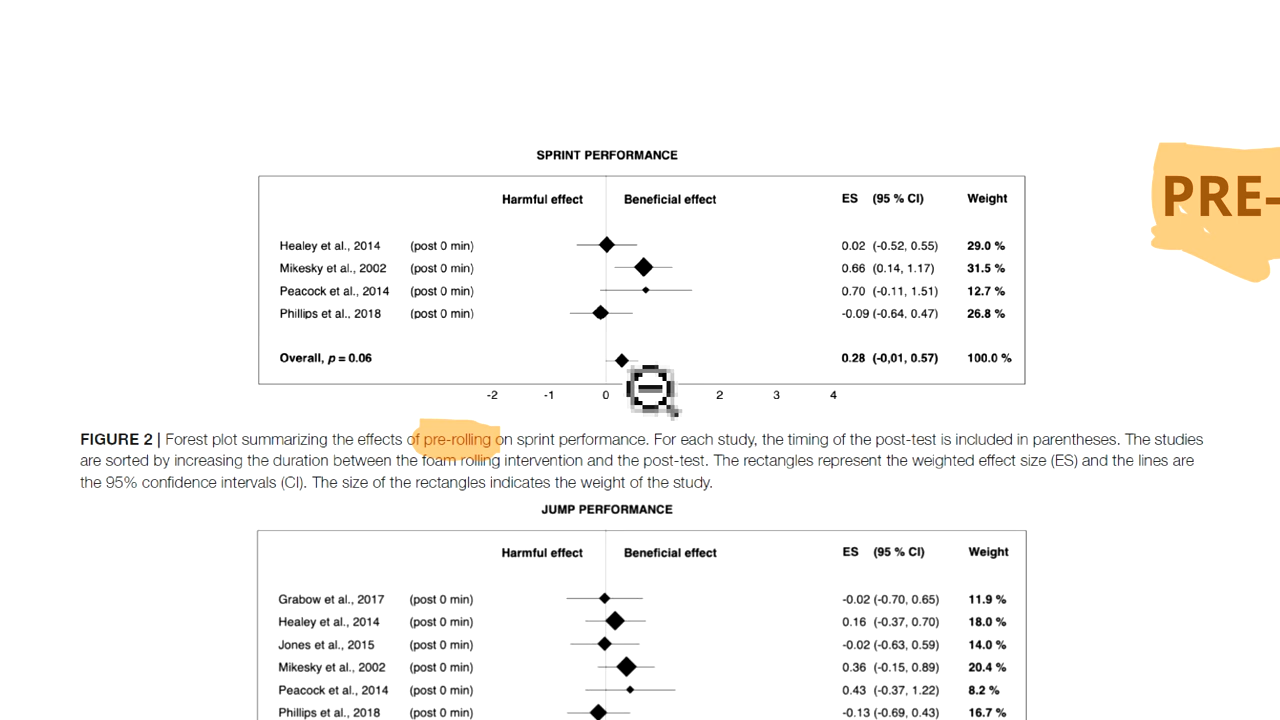 SPRINT PERFORMANCE
PRE-
Harmful effect Beneficial effect ES (95 % CI) Weight
Healey et al., 2014 (post 0 min) 0.02 (-0.52, 0.55) 29.0 %
Mikesky et al., 2002 (post 0 min) 0.66 (0.14, 1.17) 31.5 %
Peacock et al., 2014 (post 0 min) 0.70 (-0.11, 1.51) 12.7 %
Phillips et al., 2018 (post 0 min) -0.09 (-0.64, 0.47) 26.8 %
Overall, p = 0.06 0.28 (-0,01, 0.57) 100.0 %
-2 -1 0 2 3 4
FIGURE 2 | Forest plot summarizing the effects of pre-rolling on sprint performance. For each study, the timing of the post-test is included in parentheses. The studies
are sorted by increasing the duration between the foam rolling intervention and the post-test. The rectangles represent the weighted effect size (ES) and the lines are
the 95% confidence intervals (CI). The size of the rectangles indicates the weight of the study.
JUMP PERFORMANCE
Harmful effect Beneficial effect ES (95 % CI) Weight
Grabow et al., 2017 (post 0 min) -0.02 (-0.70, 0.65) 11.9 %
Healey et al., 2014 (post 0 min) 0.16 (-0.37, 0.70) 18.0 %
Jones et al., 2015 (post 0 min) -0.02 (-0.63, 0.59) 14.0 %
Mikesky et al., 2002 (post 0 min) 0.36 (-0.15, 0.89) 20.4 %
Peacock et al., 2014 (post 0 min) 0.43 (-0.37, 1.22) 8.2 %
Phillips et al., 2018 (post 0 min) -0.13 (-0.69, 0.43) 16.7 %